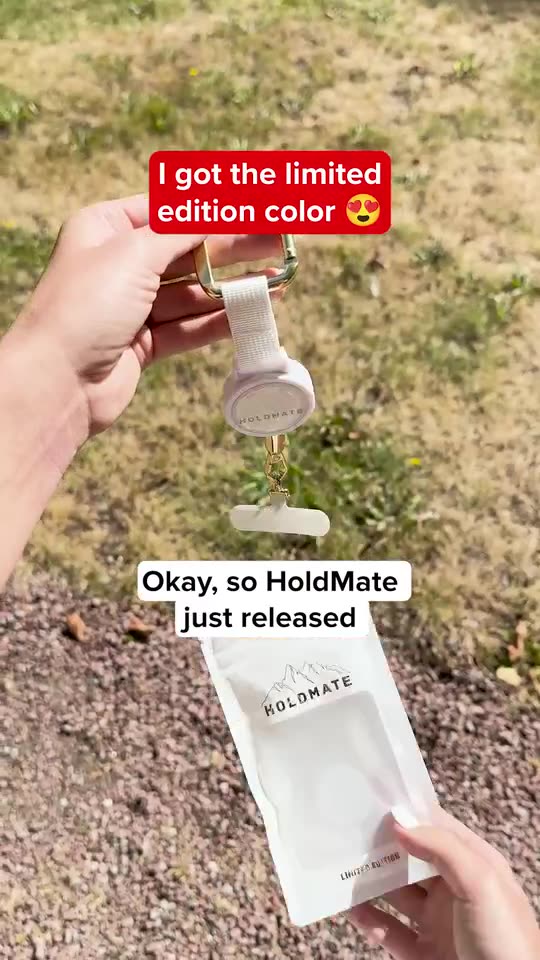 I got the limited
edition color 😍
HOLDMATE
Okay, so HoldMate
just released
HOLDMATE
LIMITED EDITION